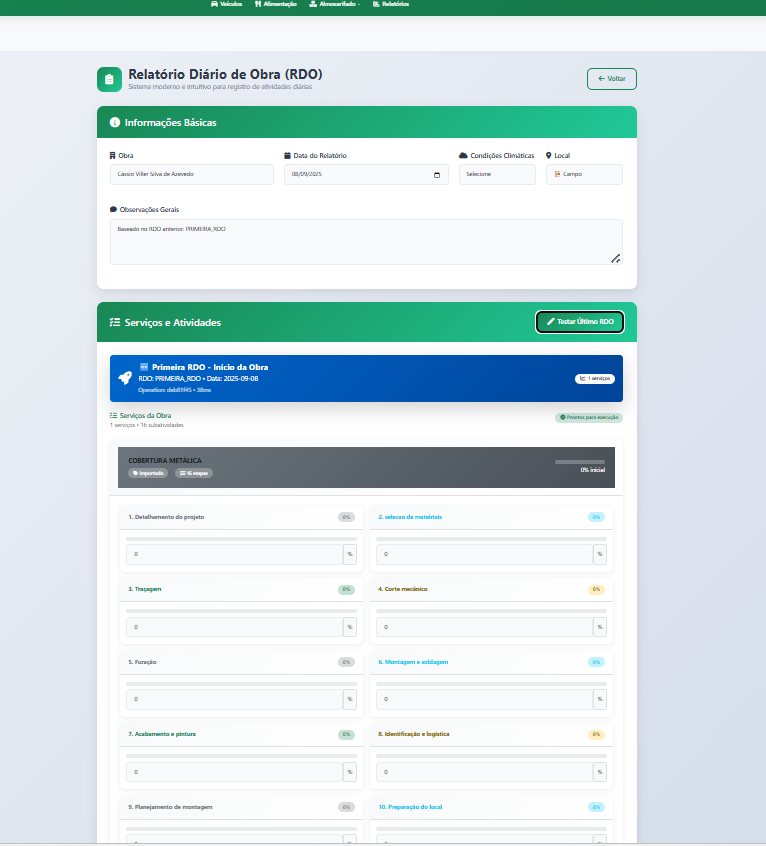 Veículos Alimentação Almoxarifado Relatórios
Relatório Diário de Obra (RDO)
Sistema moderno e intuitivo para registro de atividades diárias
Voltar
Informações Básicas
Obra Data do Relatório Condições Climáticas Local
Cássio Viller Silva de Azevedo 08/09/2025 Selecione Campo
Observações Gerais
Baseado no RDO anterior: PRIMEIRA_RDO
Serviços e Atividades
Testar Último RDO
Primeira RDO - Início da Obra
RDO: PRIMEIRA_RDO • Data: 2025-09-08
1 serviços
Serviços da Obra
1 serviços • 16 subatividades
Prontos para execução
COBERTURA METÁLICA
Importado 16 etapas
0% inicial
1. Detalhamento do projeto 0%
2. selecao de mateiriais 0%
0 %
0 %
3. Traçagem 0%
4. Corte mecânico 0%
0 %
0 %
5. Furação 0%
6. Montagem e soldagem 0%
0 %
0 %
7. Acabamento e pintura 0%
8. Identificação e logística 0%
0 %
0 %
9. Planejamento de montagem 0%
10. Preparação do local 0%